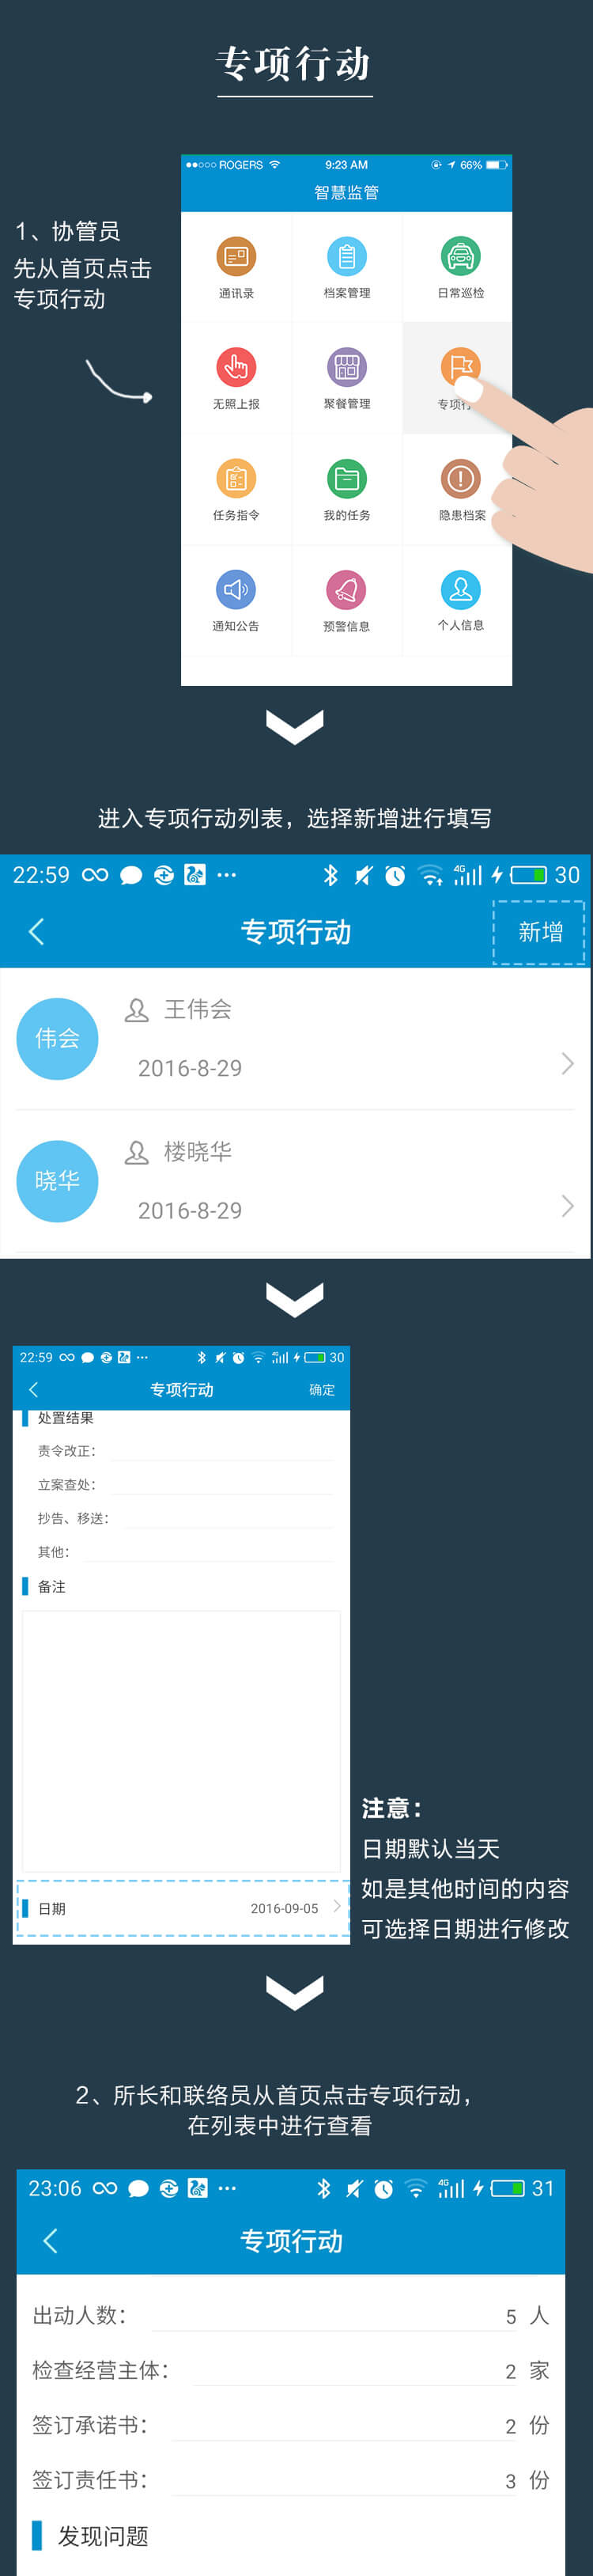 专项行动
●●○○○ ROGERS 9:23 AM 66%
智慧监管
1、协管员
先从首页点击
专项行动
通讯录 档案管理 日常巡检
无照上报 聚餐管理 专项行
任务指令 我的任务 隐患档案
通知公告 预警信息 个人信息
进入专项行动列表，选择新增进行填写
22:59 ··· 4G 30
专项行动 新增
伟会 王伟会
2016-8-29
晓华 楼晓华
2016-8-29
22:59 ··· 30
专项行动 确定
处置结果
责令改正：
立案查处：
抄告、移送：
其他：
备注
注意：
日期默认当天
如是其他时间的内容
可选择日期进行修改
日期 2016-09-05
2、所长和联络员从首页点击专项行动，
在列表中进行查看
23:06 ··· 4G 31
专项行动
出动人数： 5 人
检查经营主体： 2 家
签订承诺书： 2 份
签订责任书： 3 份
发现问题